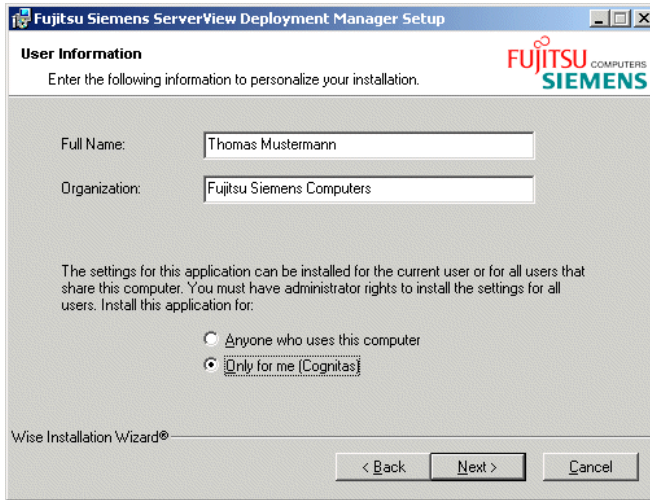 Fujitsu Siemens ServerView Deployment Manager Setup
User Information
Enter the following information to personalize your installation.
FUJITSU COMPUTERS
SIEMENS
Full Name:
Thomas Mustermann
Organization:
Fujitsu Siemens Computers
The settings for this application can be installed for the current user or for all users that
share this computer. You must have administrator rights to install the settings for all
users. Install this application for:
Anyone who uses this computer
Only for me (Cognitas)
Wise Installation Wizard®
< Back
Next >
Cancel